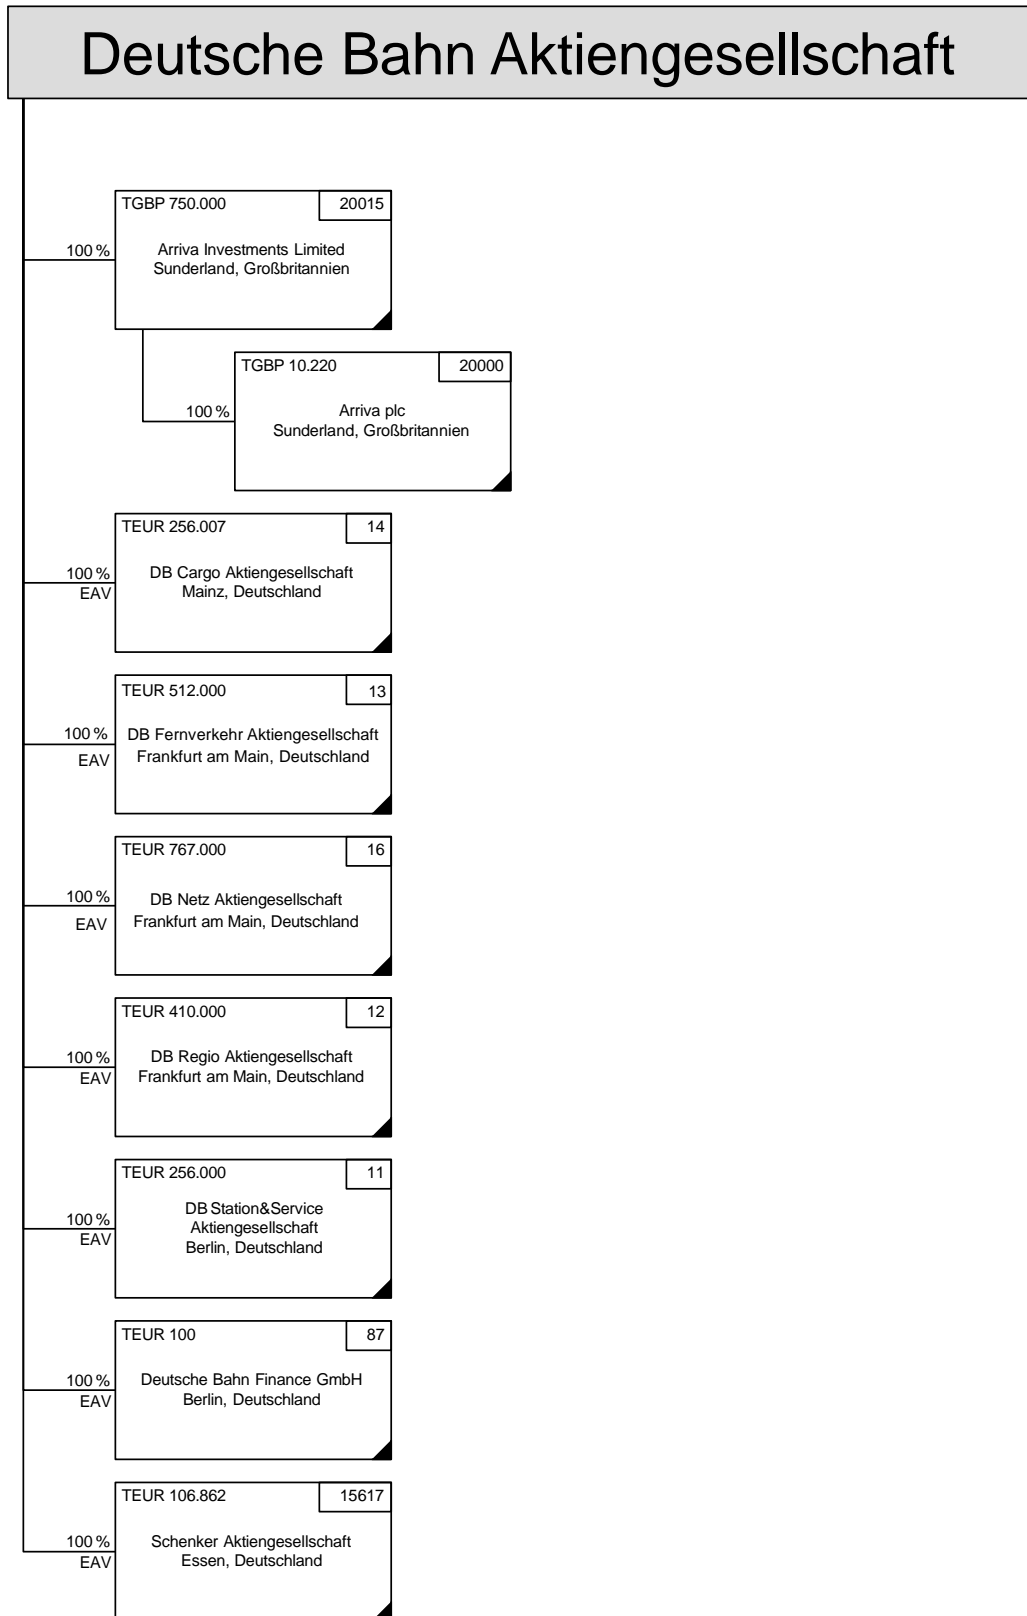 Deutsche Bahn Aktiengesellschaft
TGBP 750.000 20015
100 %
Arriva Investments Limited
Sunderland, Großbritannien
TGBP 10.220 20000
100 %
Arriva plc
Sunderland, Großbritannien
TEUR 256.007 14
100 %
EAV
DB Cargo Aktiengesellschaft
Mainz, Deutschland
TEUR 512.000 13
100 %
EAV
DB Fernverkehr Aktiengesellschaft
Frankfurt am Main, Deutschland
TEUR 767.000 16
100 %
EAV
DB Netz Aktiengesellschaft
Frankfurt am Main, Deutschland
TEUR 410.000 12
100 %
EAV
DB Regio Aktiengesellschaft
Frankfurt am Main, Deutschland
TEUR 256.000 11
100 %
EAV
DB Station&Service
Aktiengesellschaft
Berlin, Deutschland
TEUR 100 87
100 %
EAV
Deutsche Bahn Finance GmbH
Berlin, Deutschland
TEUR 106.862 15617
100 %
EAV
Schenker Aktiengesellschaft
Essen, Deutschland